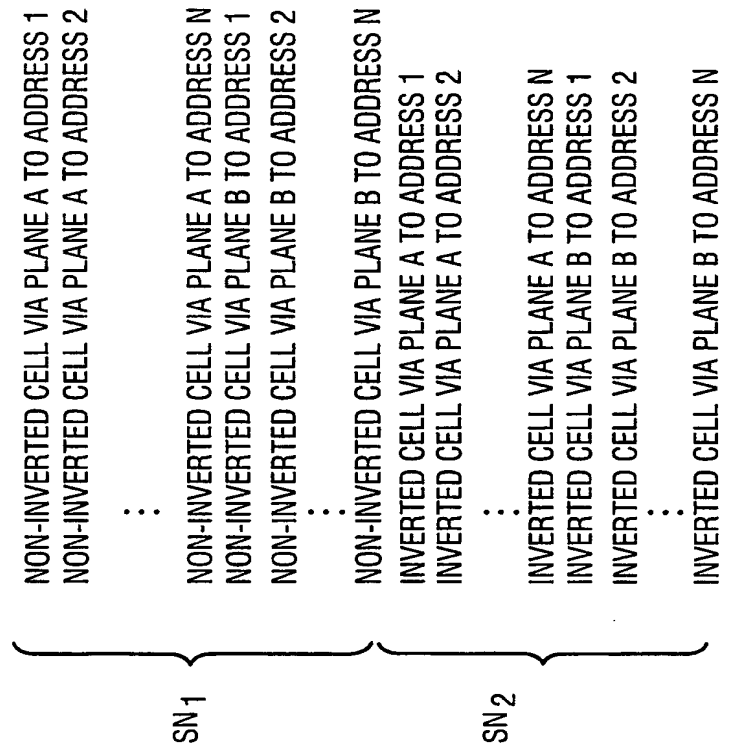 SN1
NON-INVERTED CELL VIA PLANE A TO ADDRESS 1
NON-INVERTED CELL VIA PLANE A TO ADDRESS 2
...
NON-INVERTED CELL VIA PLANE A TO ADDRESS N
NON-INVERTED CELL VIA PLANE B TO ADDRESS 1
NON-INVERTED CELL VIA PLANE B TO ADDRESS 2
...
NON-INVERTED CELL VIA PLANE B TO ADDRESS N
SN2
INVERTED CELL VIA PLANE A TO ADDRESS 1
INVERTED CELL VIA PLANE A TO ADDRESS 2
...
INVERTED CELL VIA PLANE A TO ADDRESS N
INVERTED CELL VIA PLANE B TO ADDRESS 1
INVERTED CELL VIA PLANE B TO ADDRESS 2
...
INVERTED CELL VIA PLANE B TO ADDRESS N